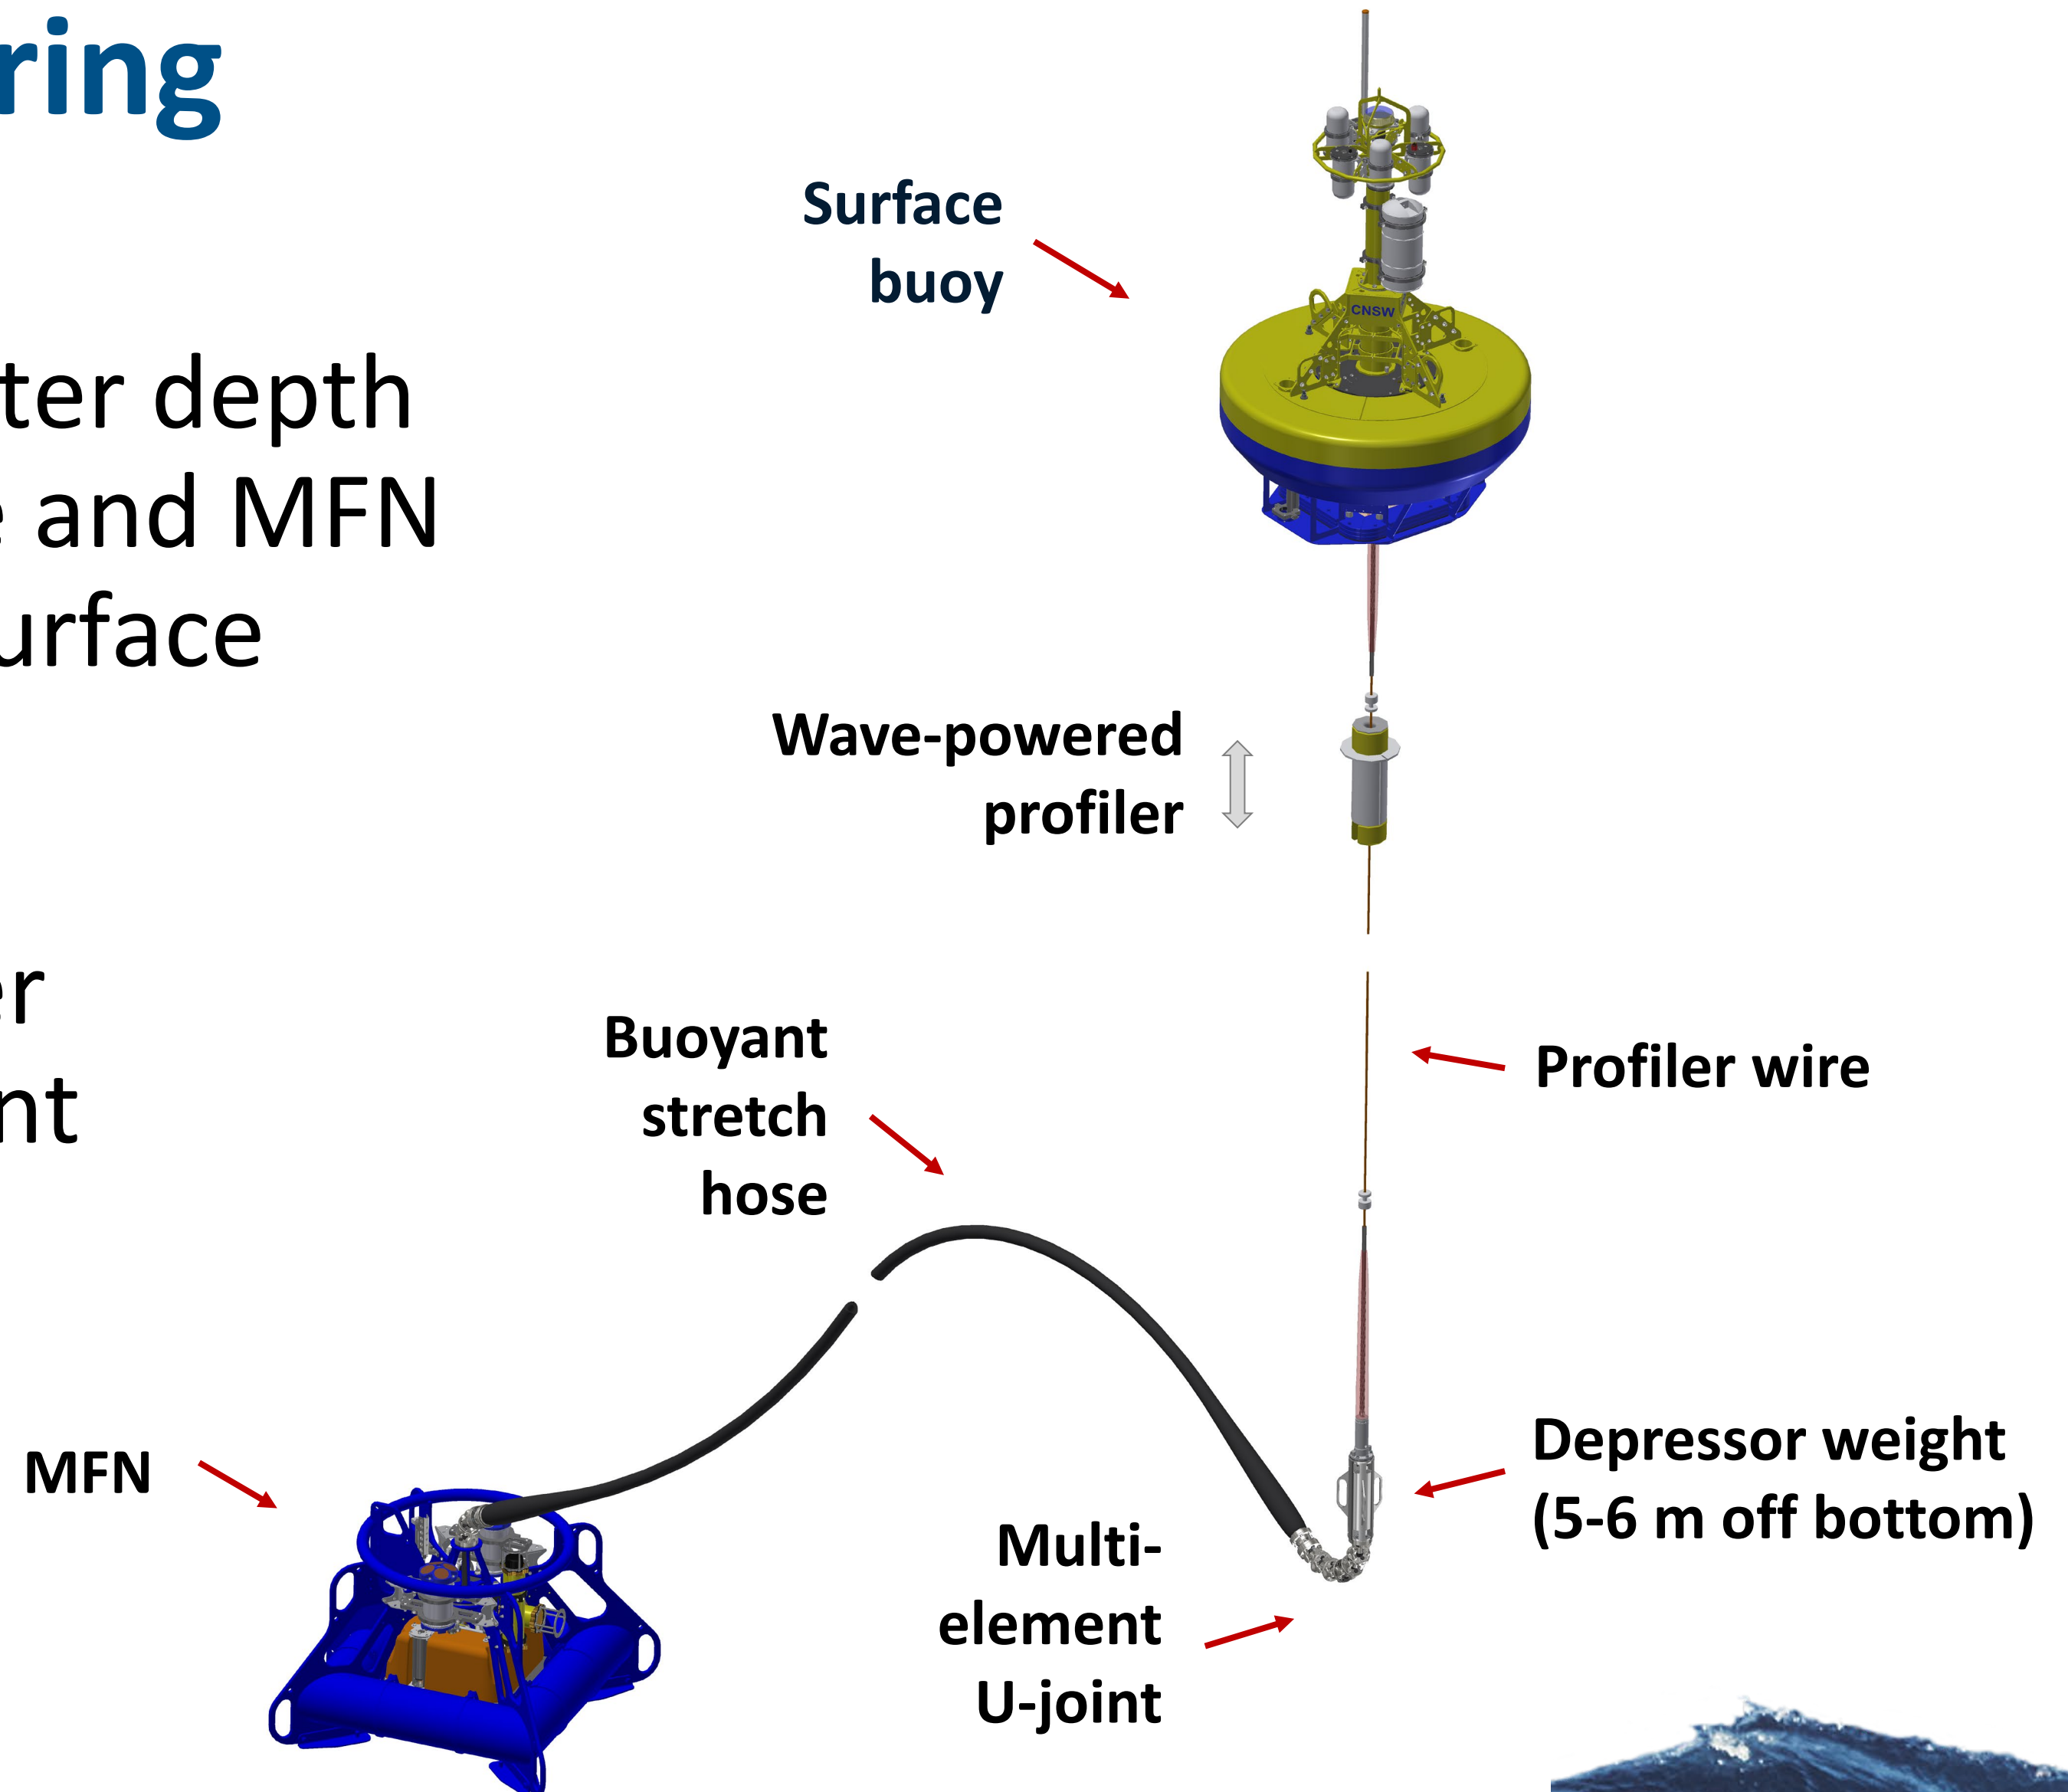 ring
ter depth
e and MFN
urface
er
nt
Surface
buoy
CNSW
Wave-powered
profiler
Buoyant
stretch
hose
Profiler wire
MFN
Depressor weight
(5-6 m off bottom)
Multi-
element
U-joint